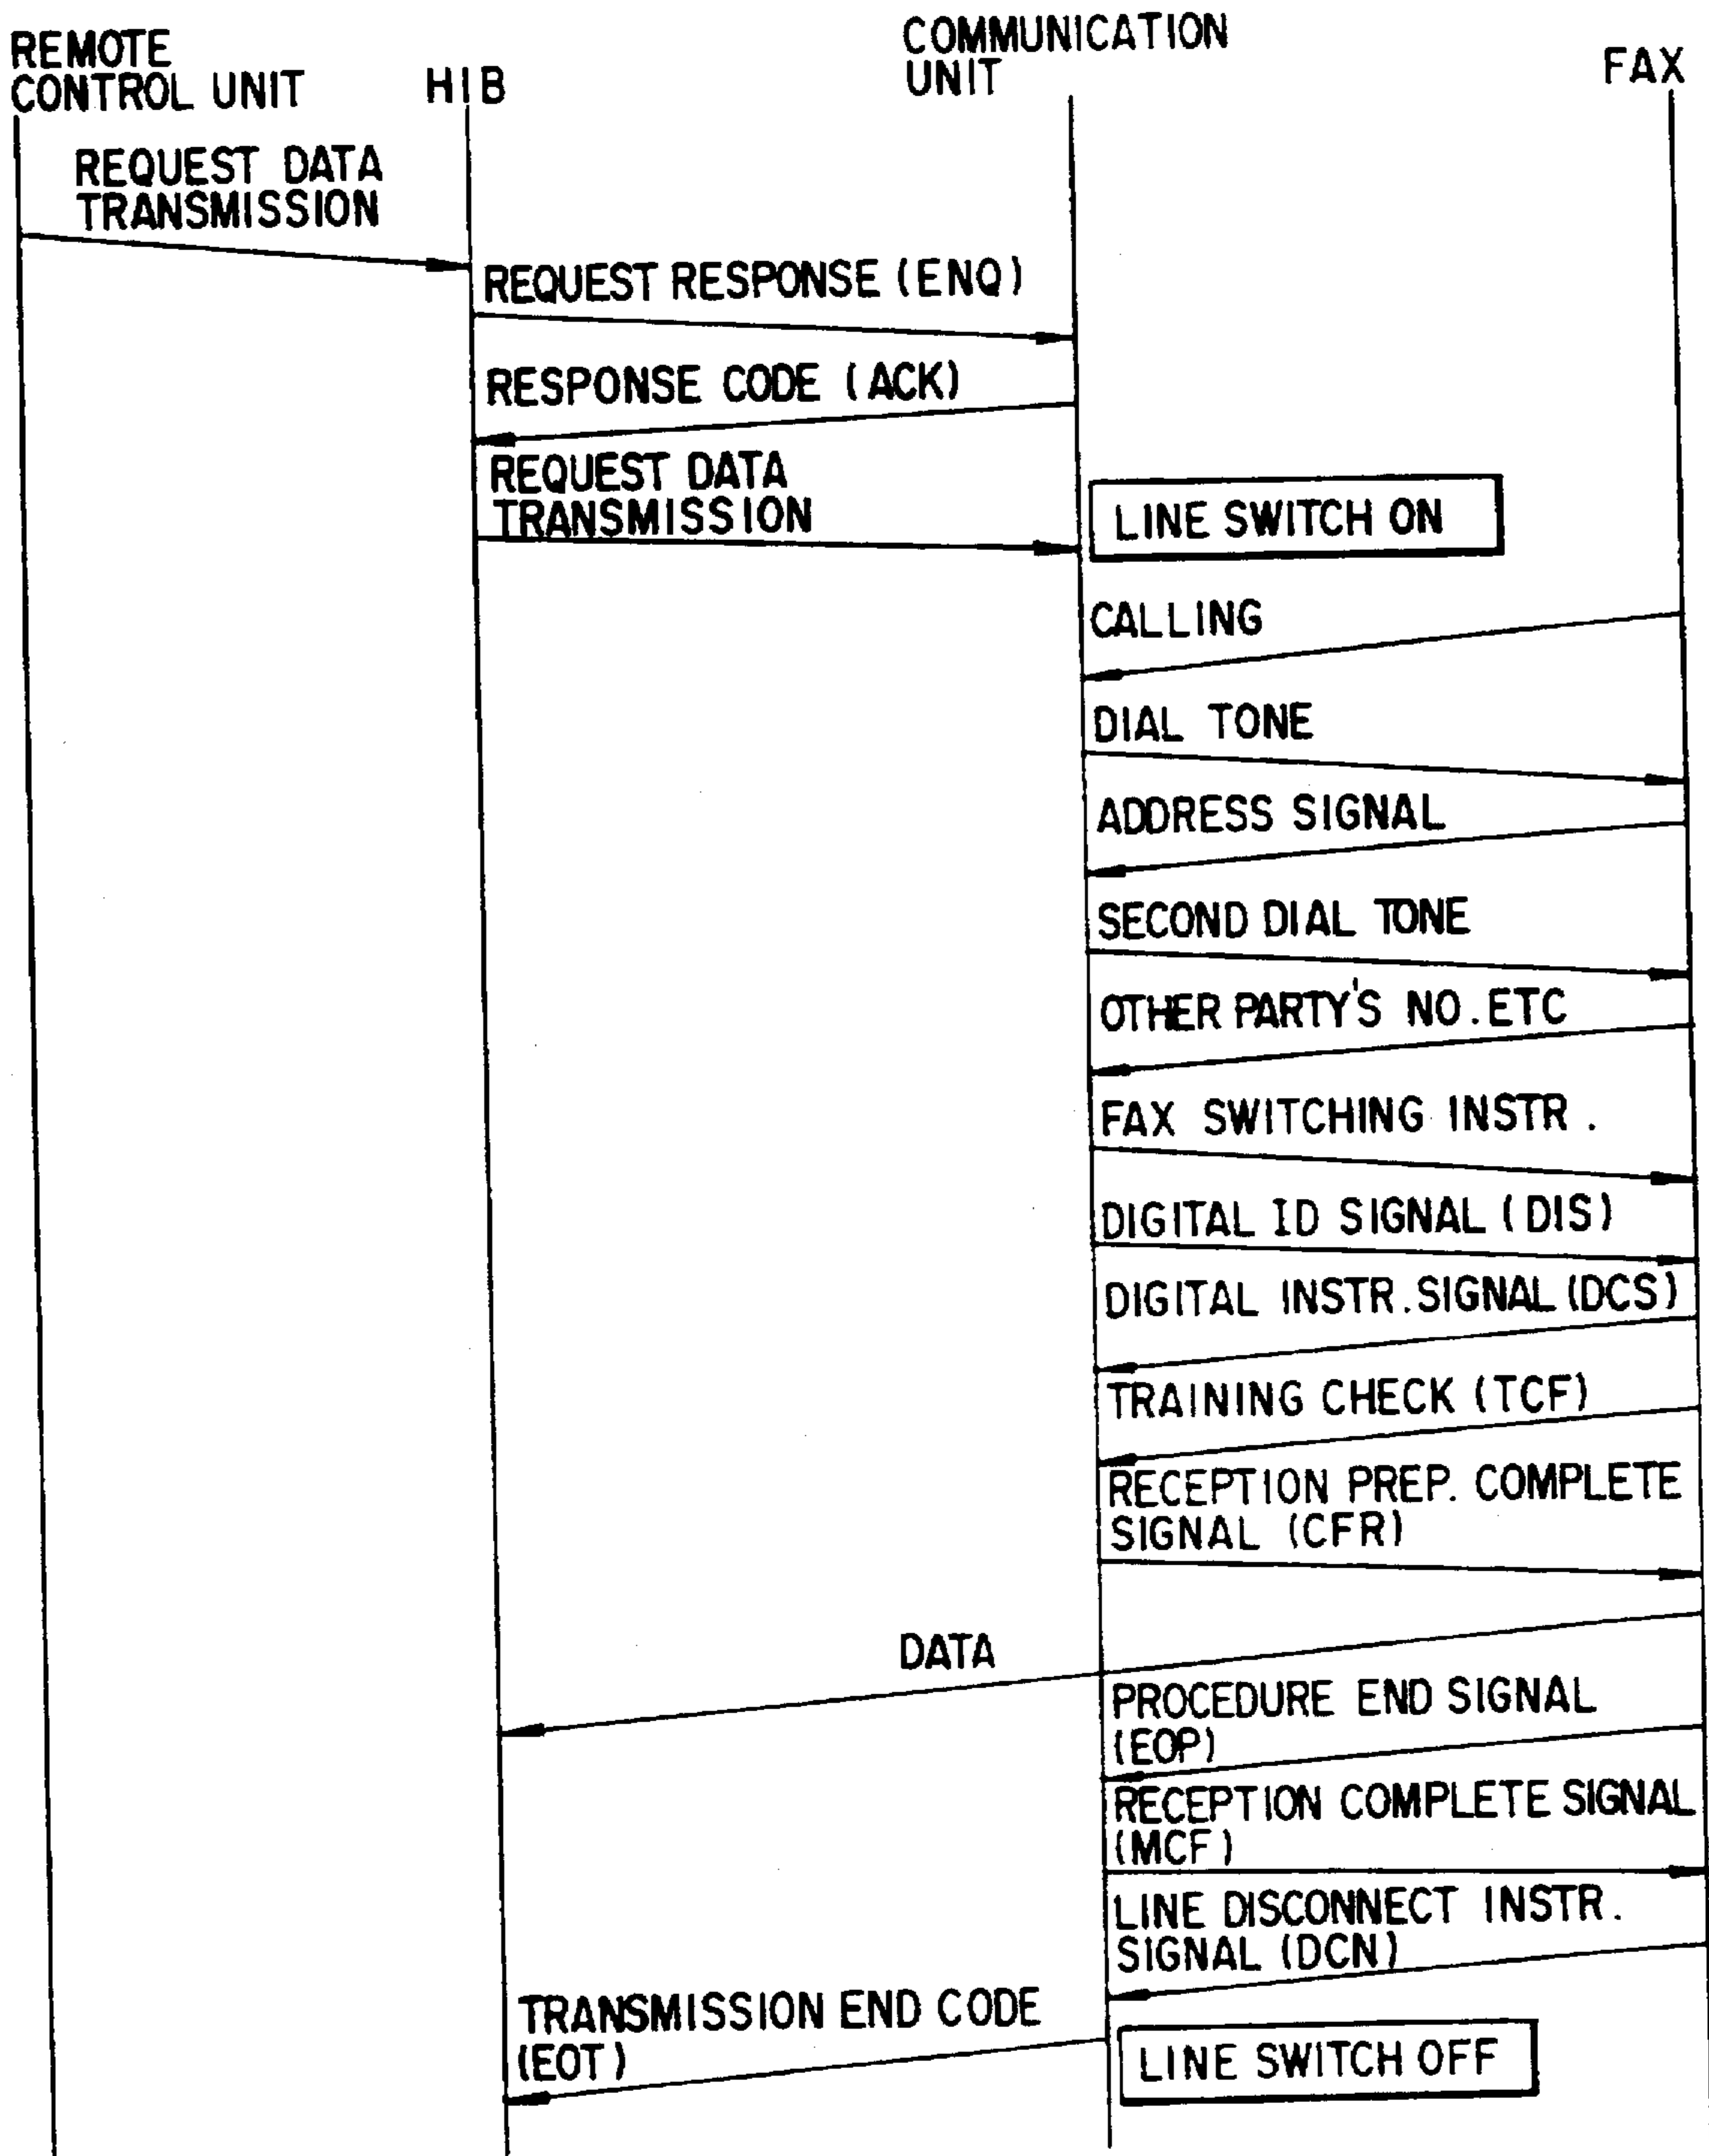 REMOTE
CONTROL UNIT
HIB
COMMUNICATION
UNIT
FAX
REQUEST DATA
TRANSMISSION
REQUEST RESPONSE (ENQ)
RESPONSE CODE (ACK)
REQUEST DATA
TRANSMISSION
LINE SWITCH ON
CALLING
DIAL TONE
ADDRESS SIGNAL
SECOND DIAL TONE
OTHER PARTY'S NO. ETC
FAX SWITCHING INSTR.
DIGITAL ID SIGNAL (DIS)
DIGITAL INSTR. SIGNAL (DCS)
TRAINING CHECK (TCF)
RECEPTION PREP. COMPLETE
SIGNAL (CFR)
DATA
PROCEDURE END SIGNAL
(EOP)
RECEPTION COMPLETE SIGNAL
(MCF)
LINE DISCONNECT INSTR.
SIGNAL (DCN)
TRANSMISSION END CODE
(EOT)
LINE SWITCH OFF